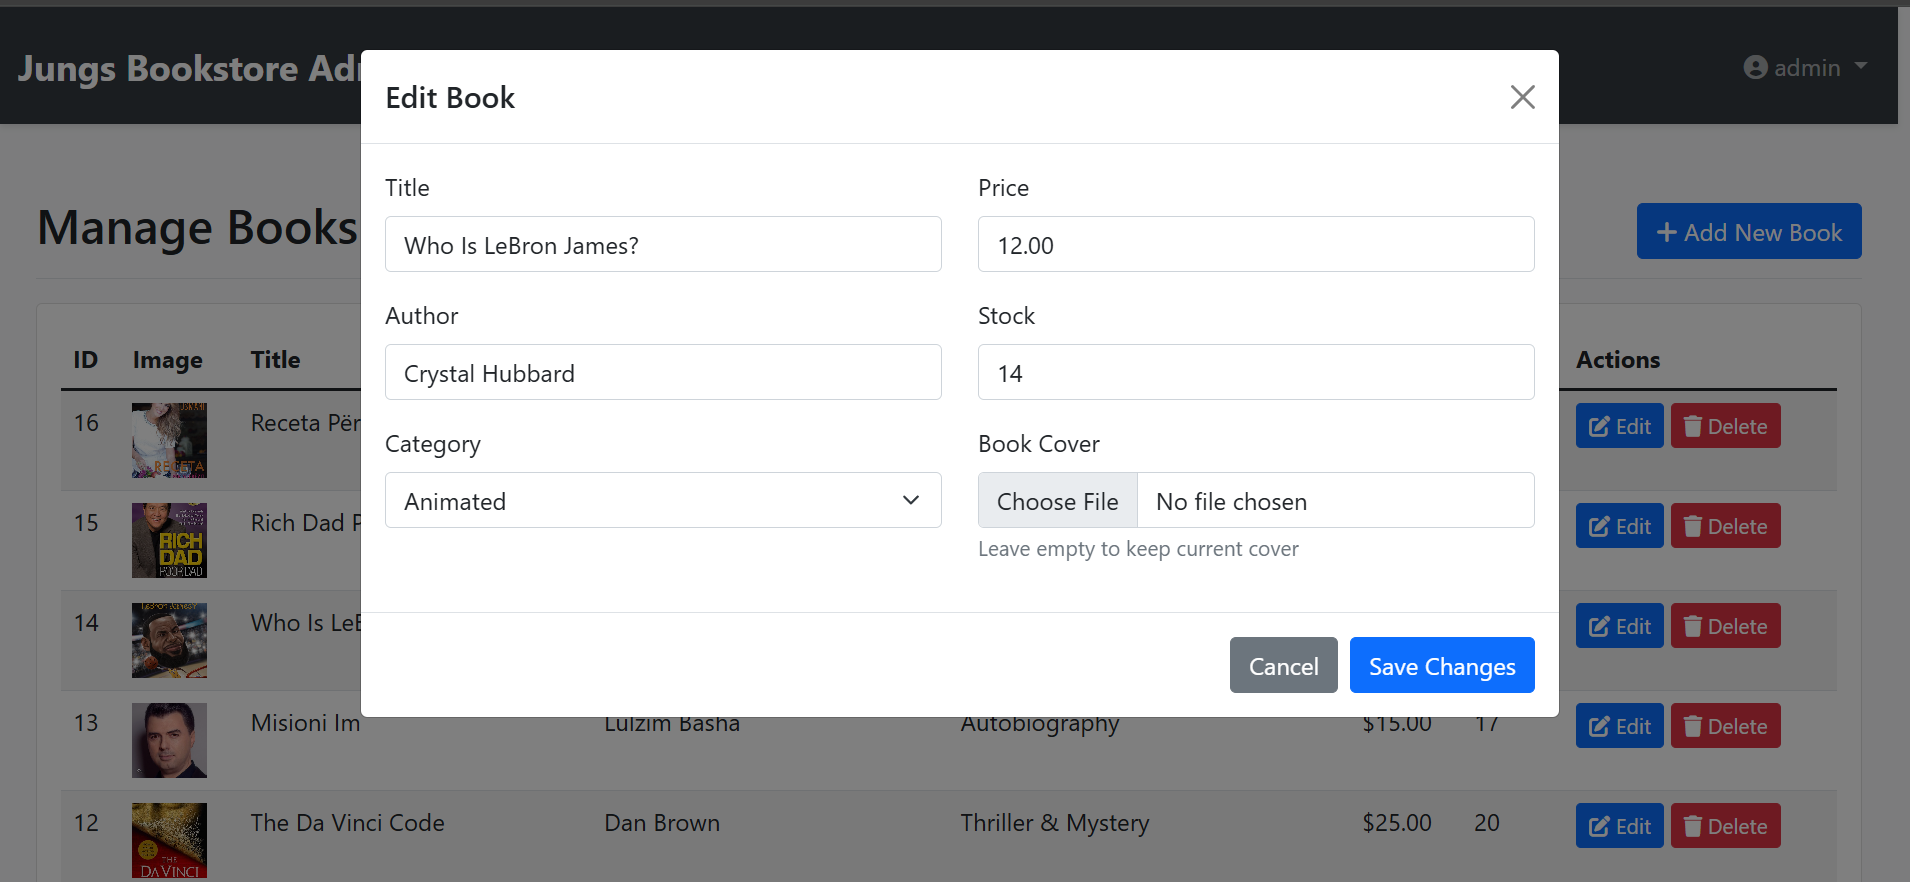 Jungs Bookstore
admin
Edit Book
Title
Price
Who Is LeBron James?
12.00
Author
Stock
Crystal Hubbard
14
Category
Book Cover
Animated
Choose File
No file chosen
Leave empty to keep current cover
Cancel
Save Changes
Manage Books
Add New Book
ID Image Title Actions
16 RECETA Receta Edit Delete
15 RICH DAD POOR DAD Rich Dad Edit Delete
14 Who Is Edit Delete
13 Misioni Im Lulzim Basha Autobiography $15.00 17 Edit Delete
12 THE DA VINCI The Da Vinci Code Dan Brown Thriller & Mystery $25.00 20 Edit Delete